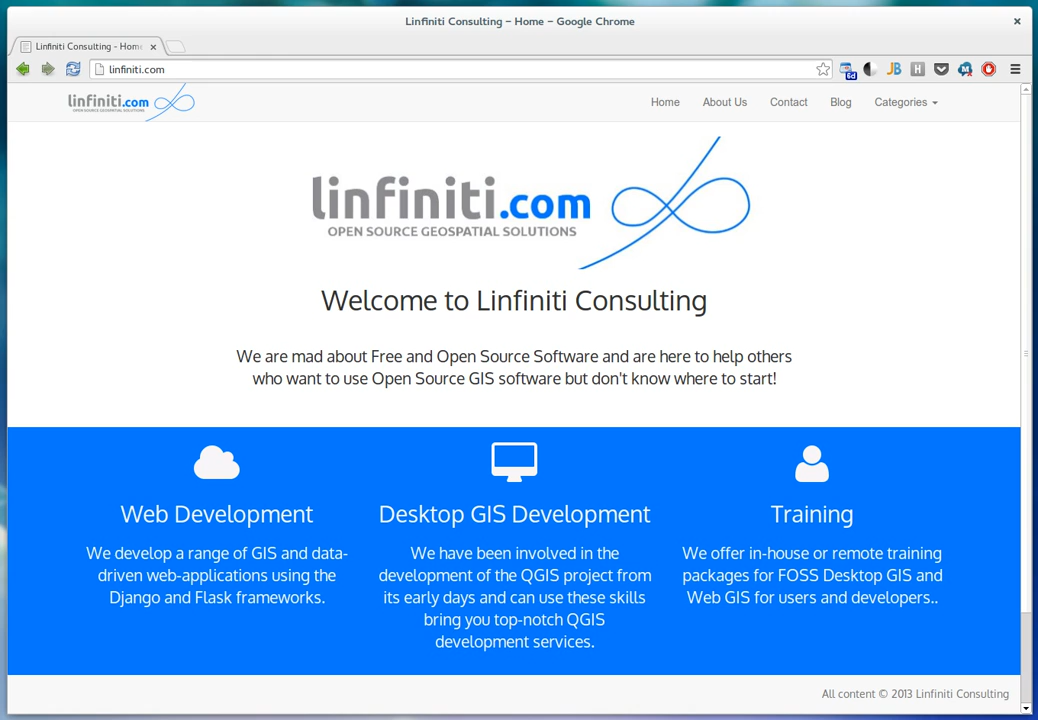 Linfiniti Consulting – Home – Google Chrome
Linfiniti Consulting - Home
linfiniti.com
6d
JB
H
M
linfiniti.com
OPEN SOURCE GEOSPATIAL SOLUTIONS
Home About Us Contact Blog Categories
linfiniti.com
OPEN SOURCE GEOSPATIAL SOLUTIONS
Welcome to Linfiniti Consulting
We are mad about Free and Open Source Software and are here to help others
who want to use Open Source GIS software but don't know where to start!
Web Development
We develop a range of GIS and data-
driven web-applications using the
Django and Flask frameworks.
Desktop GIS Development
We have been involved in the
development of the QGIS project from
its early days and can use these skills
bring you top-notch QGIS
development services.
Training
We offer in-house or remote training
packages for FOSS Desktop GIS and
Web GIS for users and developers..
All content © 2013 Linfiniti Consulting